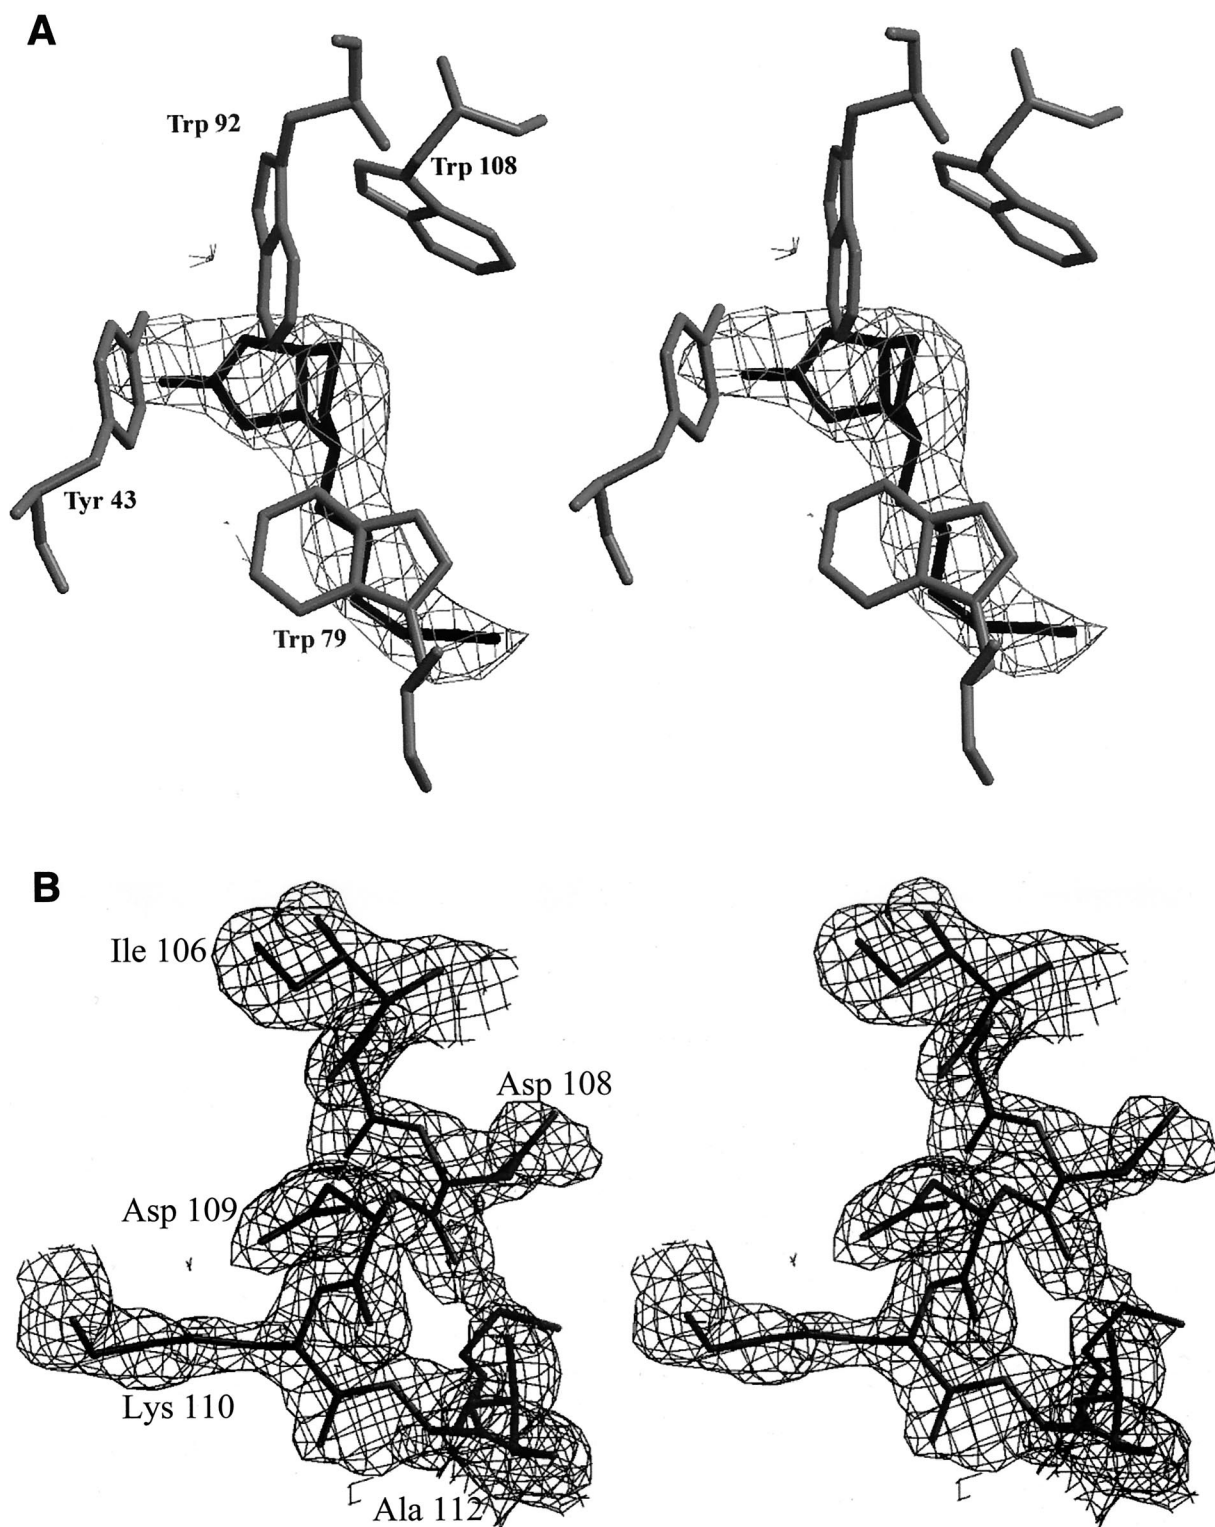 A
Trp 92
Trp 108
Tyr 43
Trp 79
B
Ile 106
Asp 108
Asp 109
Lys 110
Ala 112